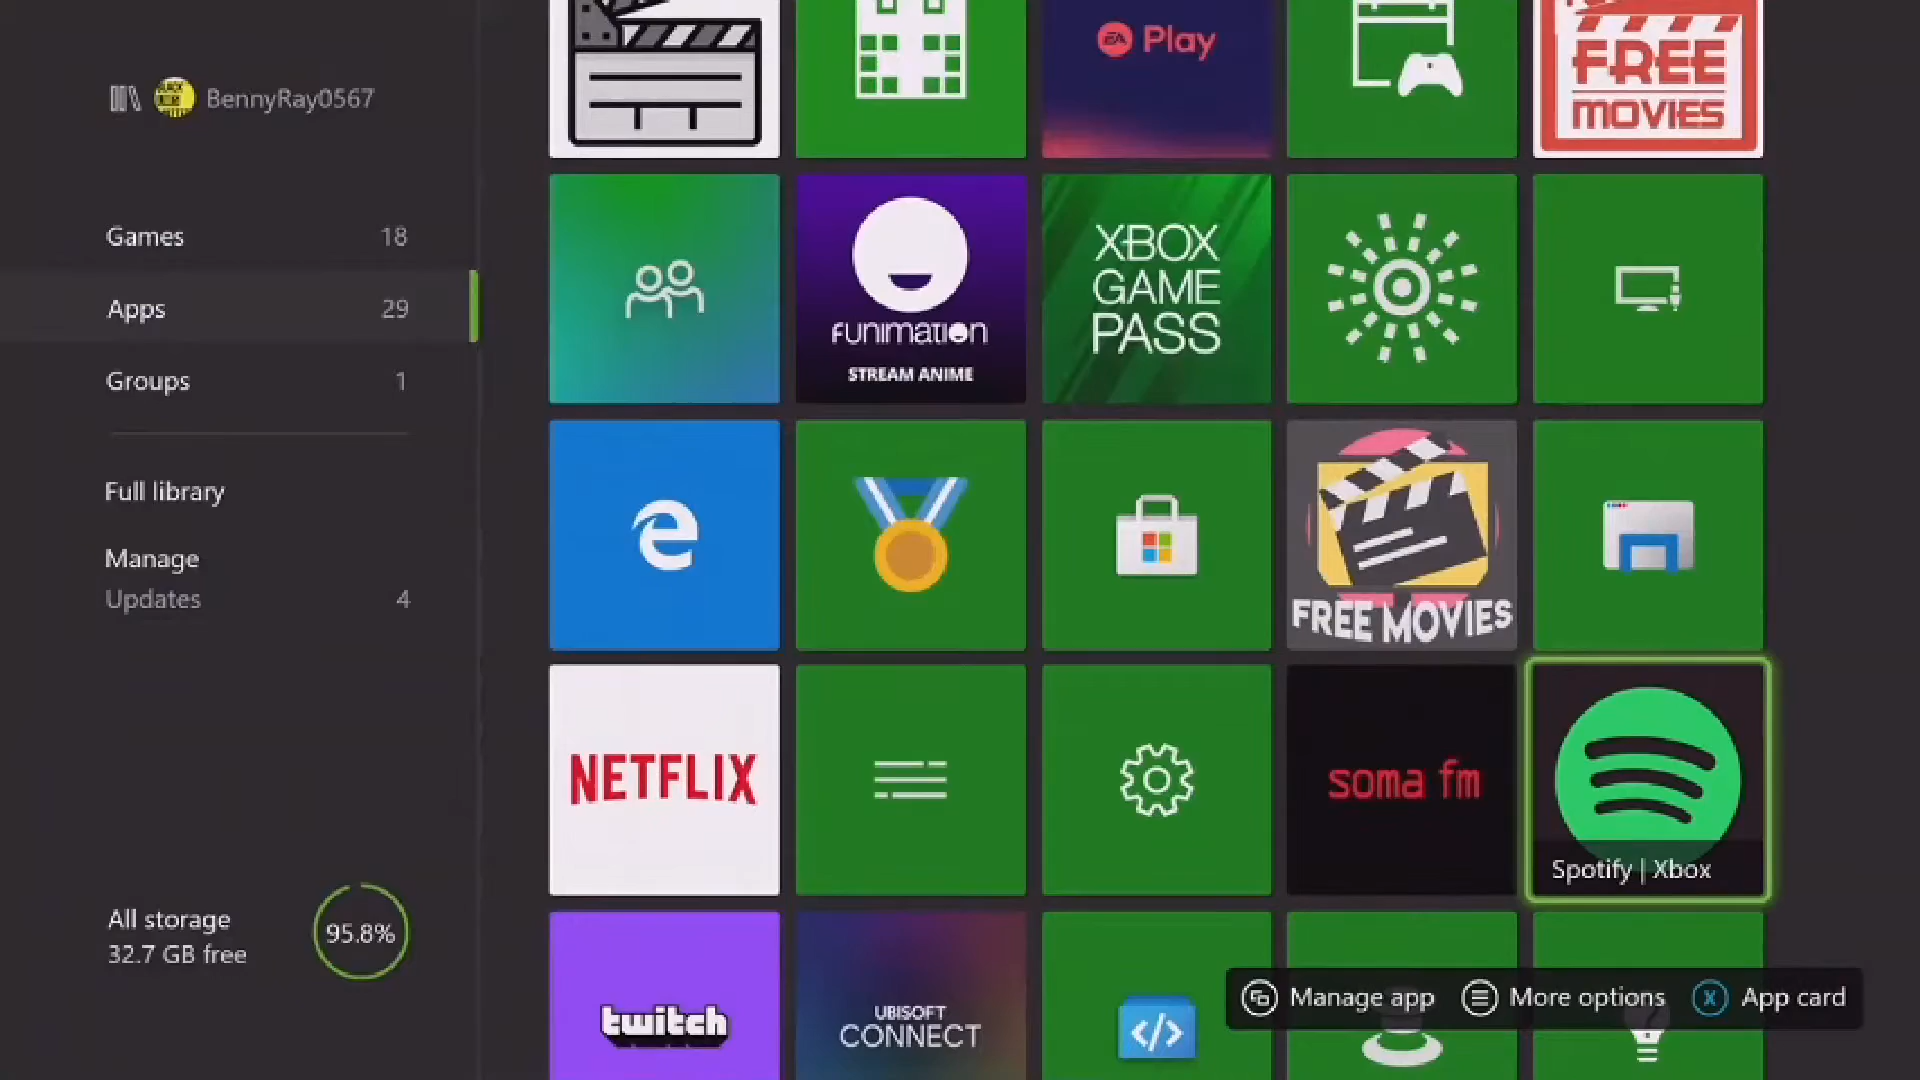 BennyRay0567
Games 18
Apps 29
Groups 1
Full library
Manage
Updates 4
All storage
32.7 GB free
95.8%
EA Play
FREE
MOVIES
FUNIMATION
STREAM ANIME
XBOX
GAME
PASS
FREE MOVIES
NETFLIX
soma fm
Spotify | Xbox
twitch
UBISOFT
CONNECT
Manage app
More options
X App card